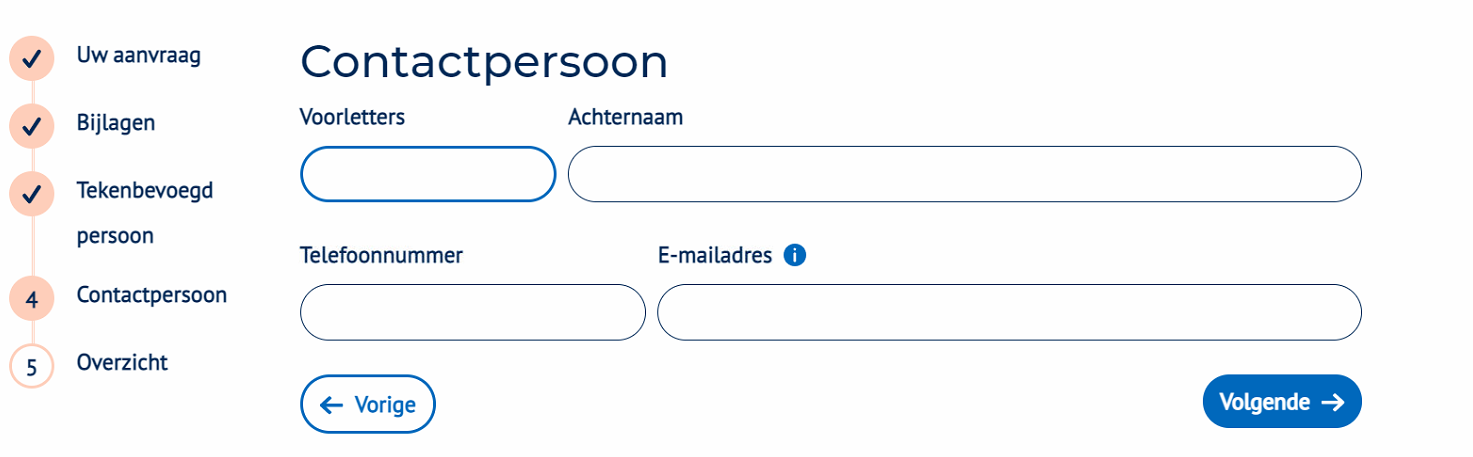 Uw aanvraag
Bijlagen
Tekenbevoegd
persoon
4 Contactpersoon
5 Overzicht
Contactpersoon
Voorletters Achternaam
Telefoonnummer E-mailadres i
Vorige Volgende